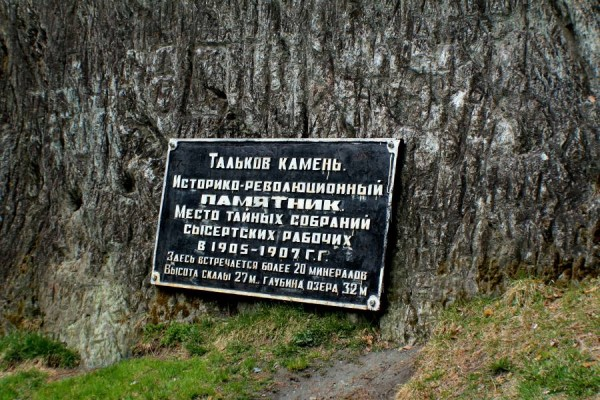 Тальков камень.
Историко-революционный
памятник.
Место тайных собраний
сысертских рабочих
в 1905-1907 г.г.
Здесь встречается более 20 минералов
Высота скалы 27 м. глубина озера 32 м